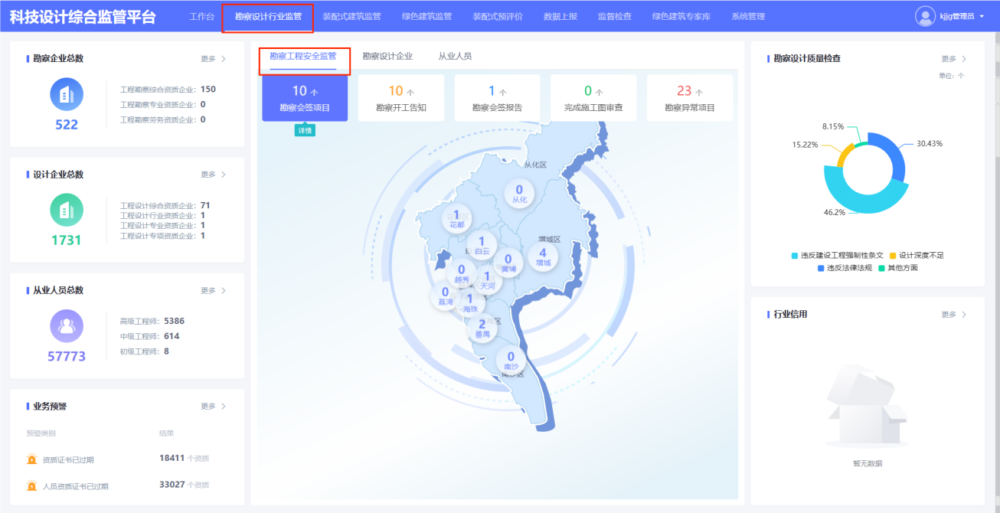 科技设计综合监管平台
工作台
勘察设计行业监管
装配式建筑监管
绿色建筑监管
装配式预评价
数据上报
监督检查
绿色建筑专家库
系统管理
kjjg管理员
勘察企业总数
更多
522
工程勘察综合资质企业: 150
工程勘察专业资质企业: 0
工程勘察劳务资质企业: 0
设计企业总数
更多
1731
工程设计综合资质企业: 71
工程设计行业资质企业: 1
工程设计专业资质企业: 1
工程设计专项资质企业: 1
从业人员总数
更多
57773
高级工程师: 5386
中级工程师: 614
初级工程师: 8
业务预警
更多
预警类别
结果
资质证书已过期
18411 个资质
人员资质证书已过期
33027 个资质
勘察工程安全监管
勘察设计企业
从业人员
10 个
勘察会签项目
10 个
勘察开工告知
1 个
勘察会签报告
0 个
完成施工图审查
23 个
勘察异常项目
详情
从化区
0
从化
1
花都
增城区
1
白云
4
增城
0
黄埔
0
越秀
1
天河
0
荔湾
1
海珠
2
番禺
0
南沙
勘察设计质量检查
更多
单位: 个
8.15%
15.22%
30.43%
46.2%
违反建设工程强制性条文
设计深度不足
违反法律法规
其他方面
行业信用
更多
暂无数据